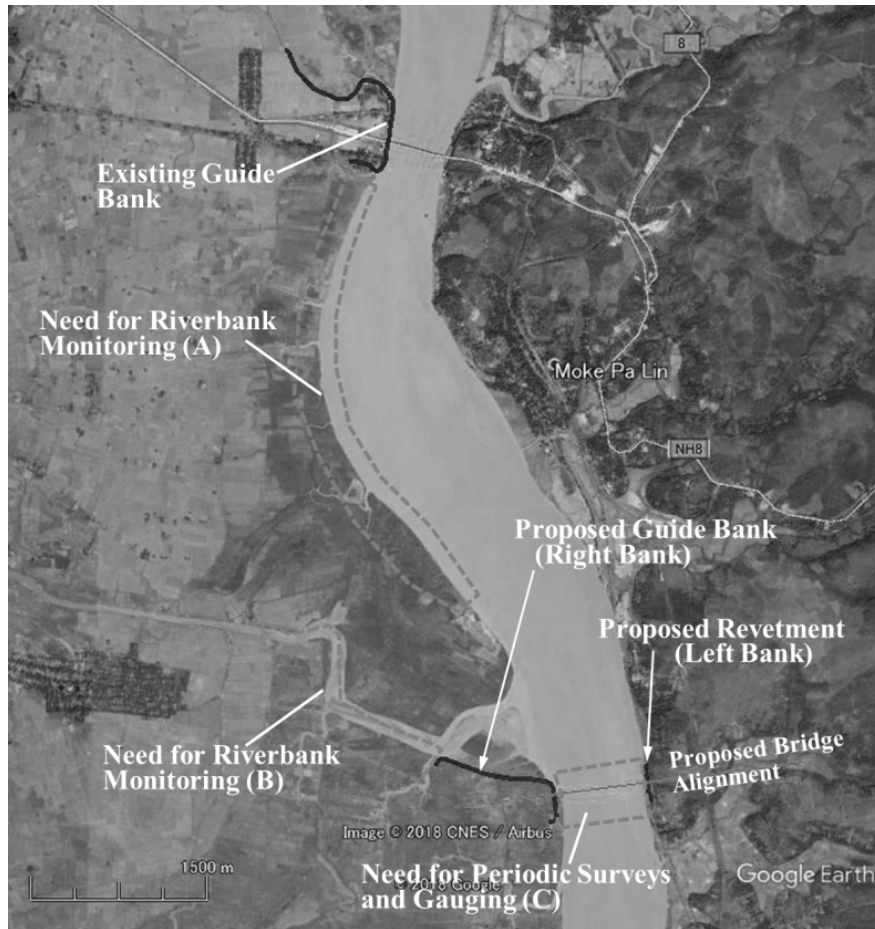 8
Existing Guide
Bank
Need for Riverbank
Monitoring (A)
Moke Pa Lin
NH8
Proposed Guide Bank
(Right Bank)
Proposed Revetment
(Left Bank)
Need for Riverbank
Monitoring (B)
Proposed Bridge
Alignment
Image © 2018 CNES / Airbus
1500 m
Need for Periodic Surveys
and Gauging (C)
© 2018 Google
Google Earth